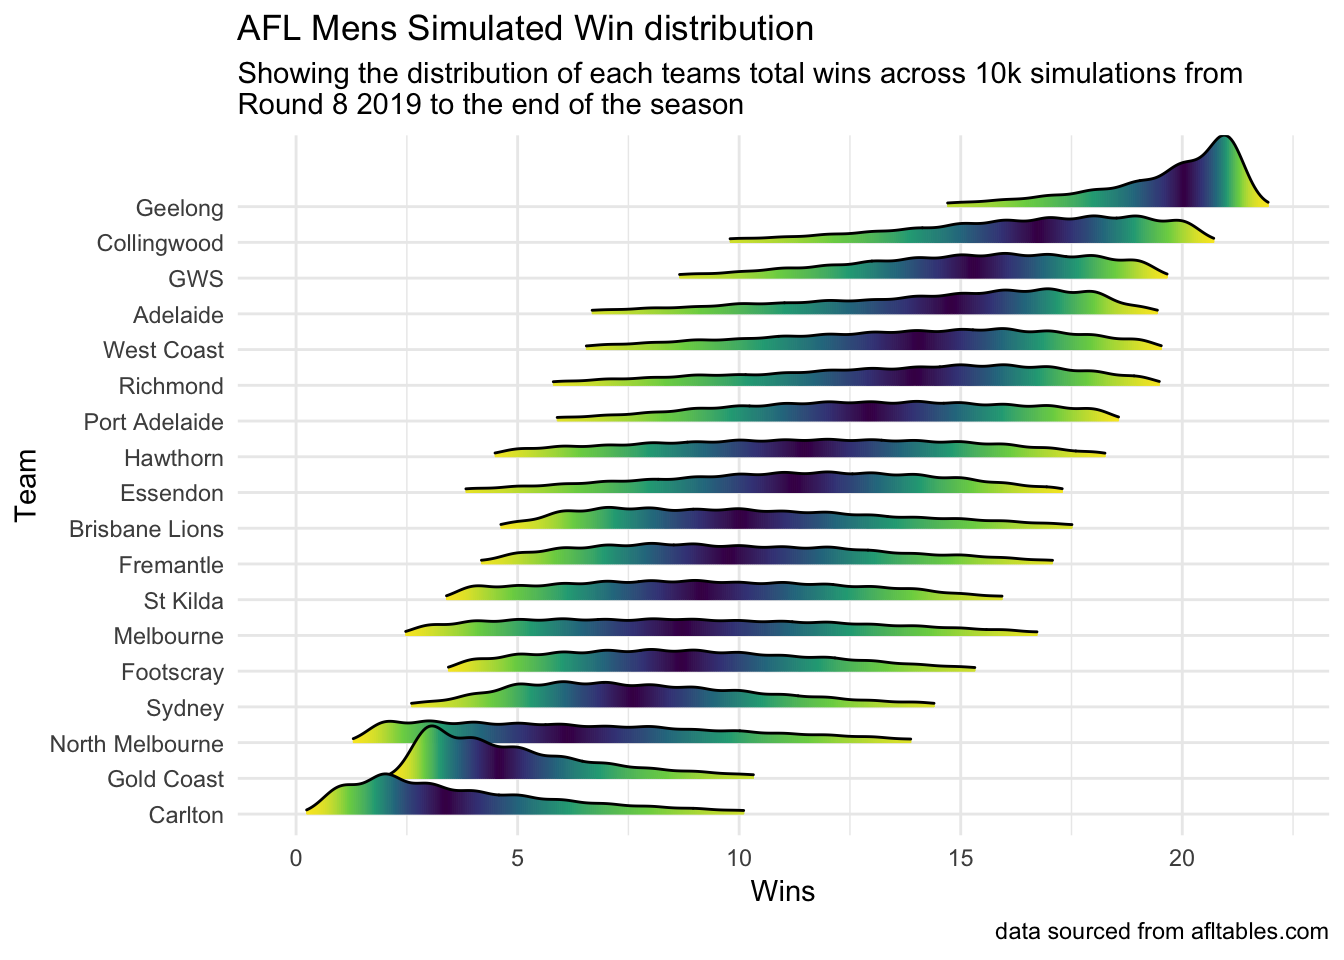 AFL Mens Simulated Win distribution
Showing the distribution of each teams total wins across 10k simulations from
Round 8 2019 to the end of the season
Team
Geelong
Collingwood
GWS
Adelaide
West Coast
Richmond
Port Adelaide
Hawthorn
Essendon
Brisbane Lions
Fremantle
St Kilda
Melbourne
Footscray
Sydney
North Melbourne
Gold Coast
Carlton
0 5 10 15 20
Wins
data sourced from afltables.com